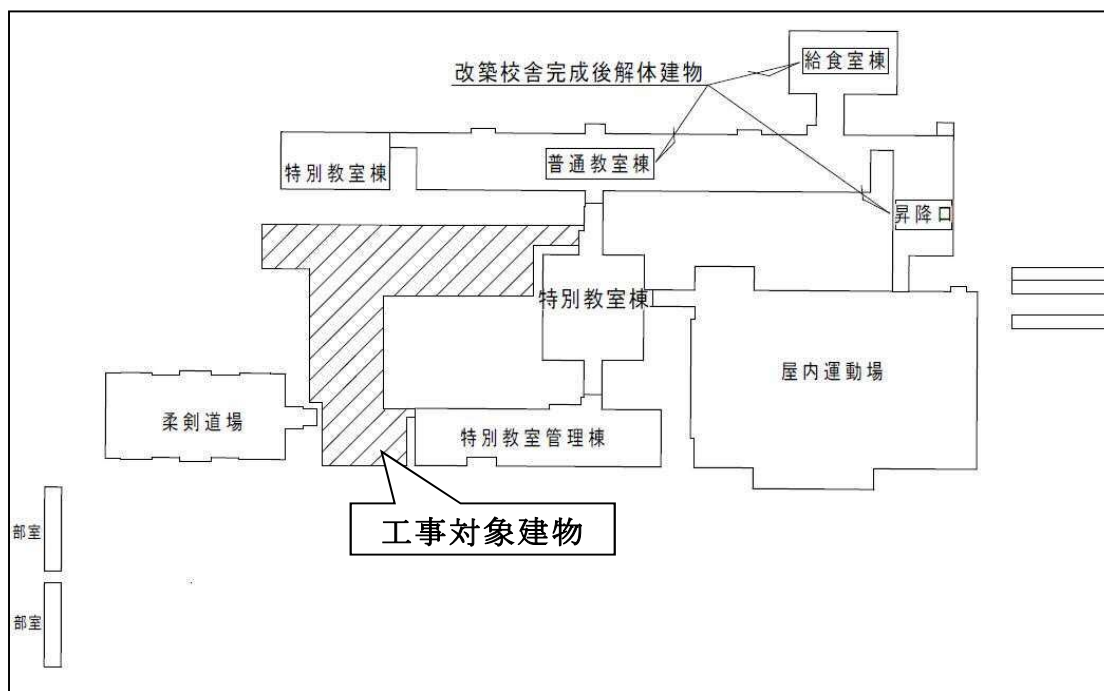 給食室棟
改築校舎完成後解体建物
普通教室棟
特別教室棟
昇降口
特別教室棟
屋内運動場
柔剣道場
特別教室管理棟
工事対象建物
部室
部室